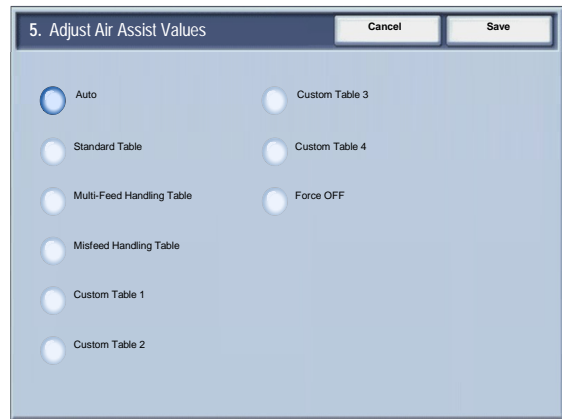 5. Adjust Air Assist Values
Cancel
Save
Auto
Standard Table
Multi-Feed Handling Table
Misfeed Handling Table
Custom Table 1
Custom Table 2
Custom Table 3
Custom Table 4
Force OFF